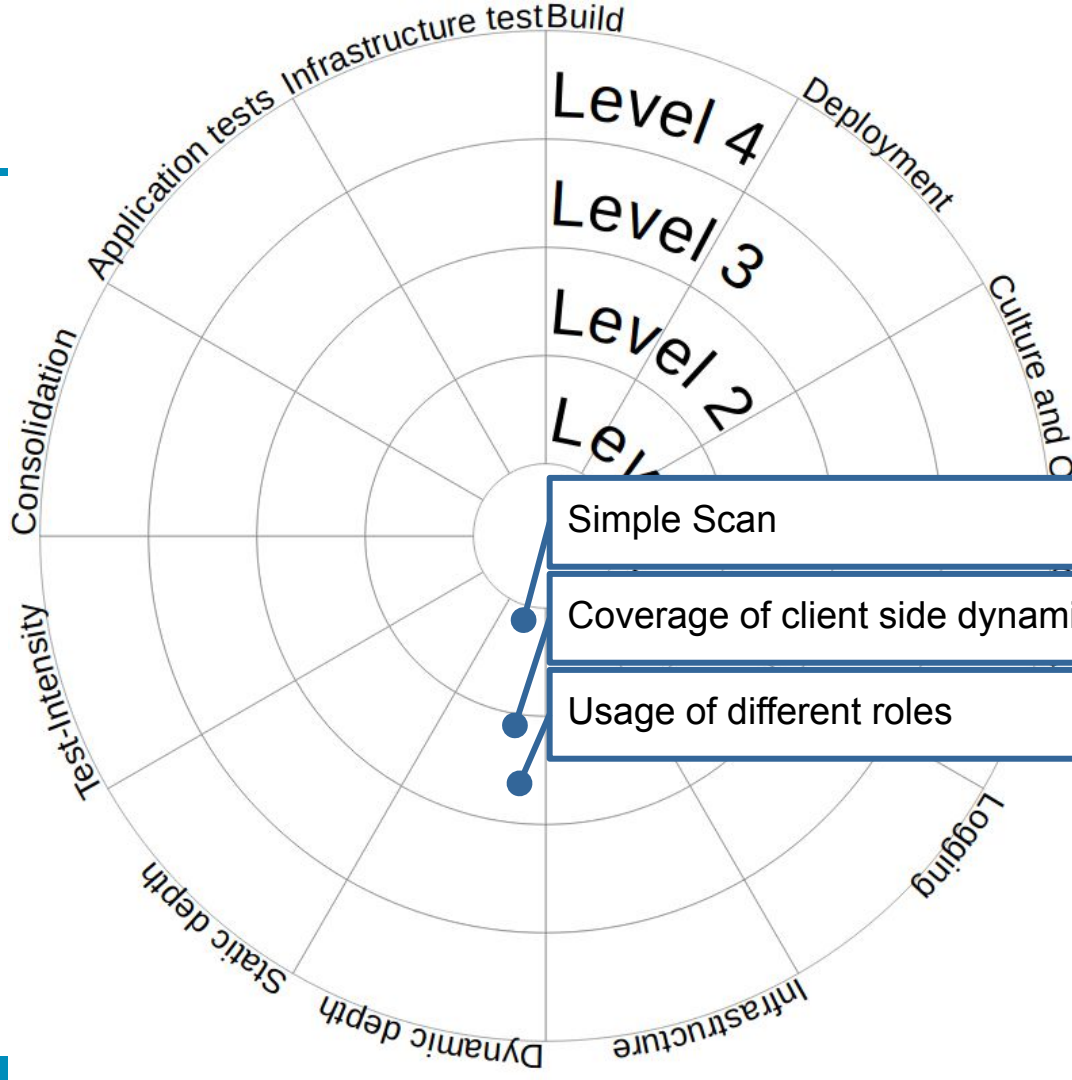 Infrastructure test
Build
Deployment
Culture and
Application tests
Consolidation
Test-Intensity
Static depth
Dynamic depth
Infrastructure
Logging
Level 4
Level 3
Level 2
Simple Scan
Coverage of client side
Usage of different roles